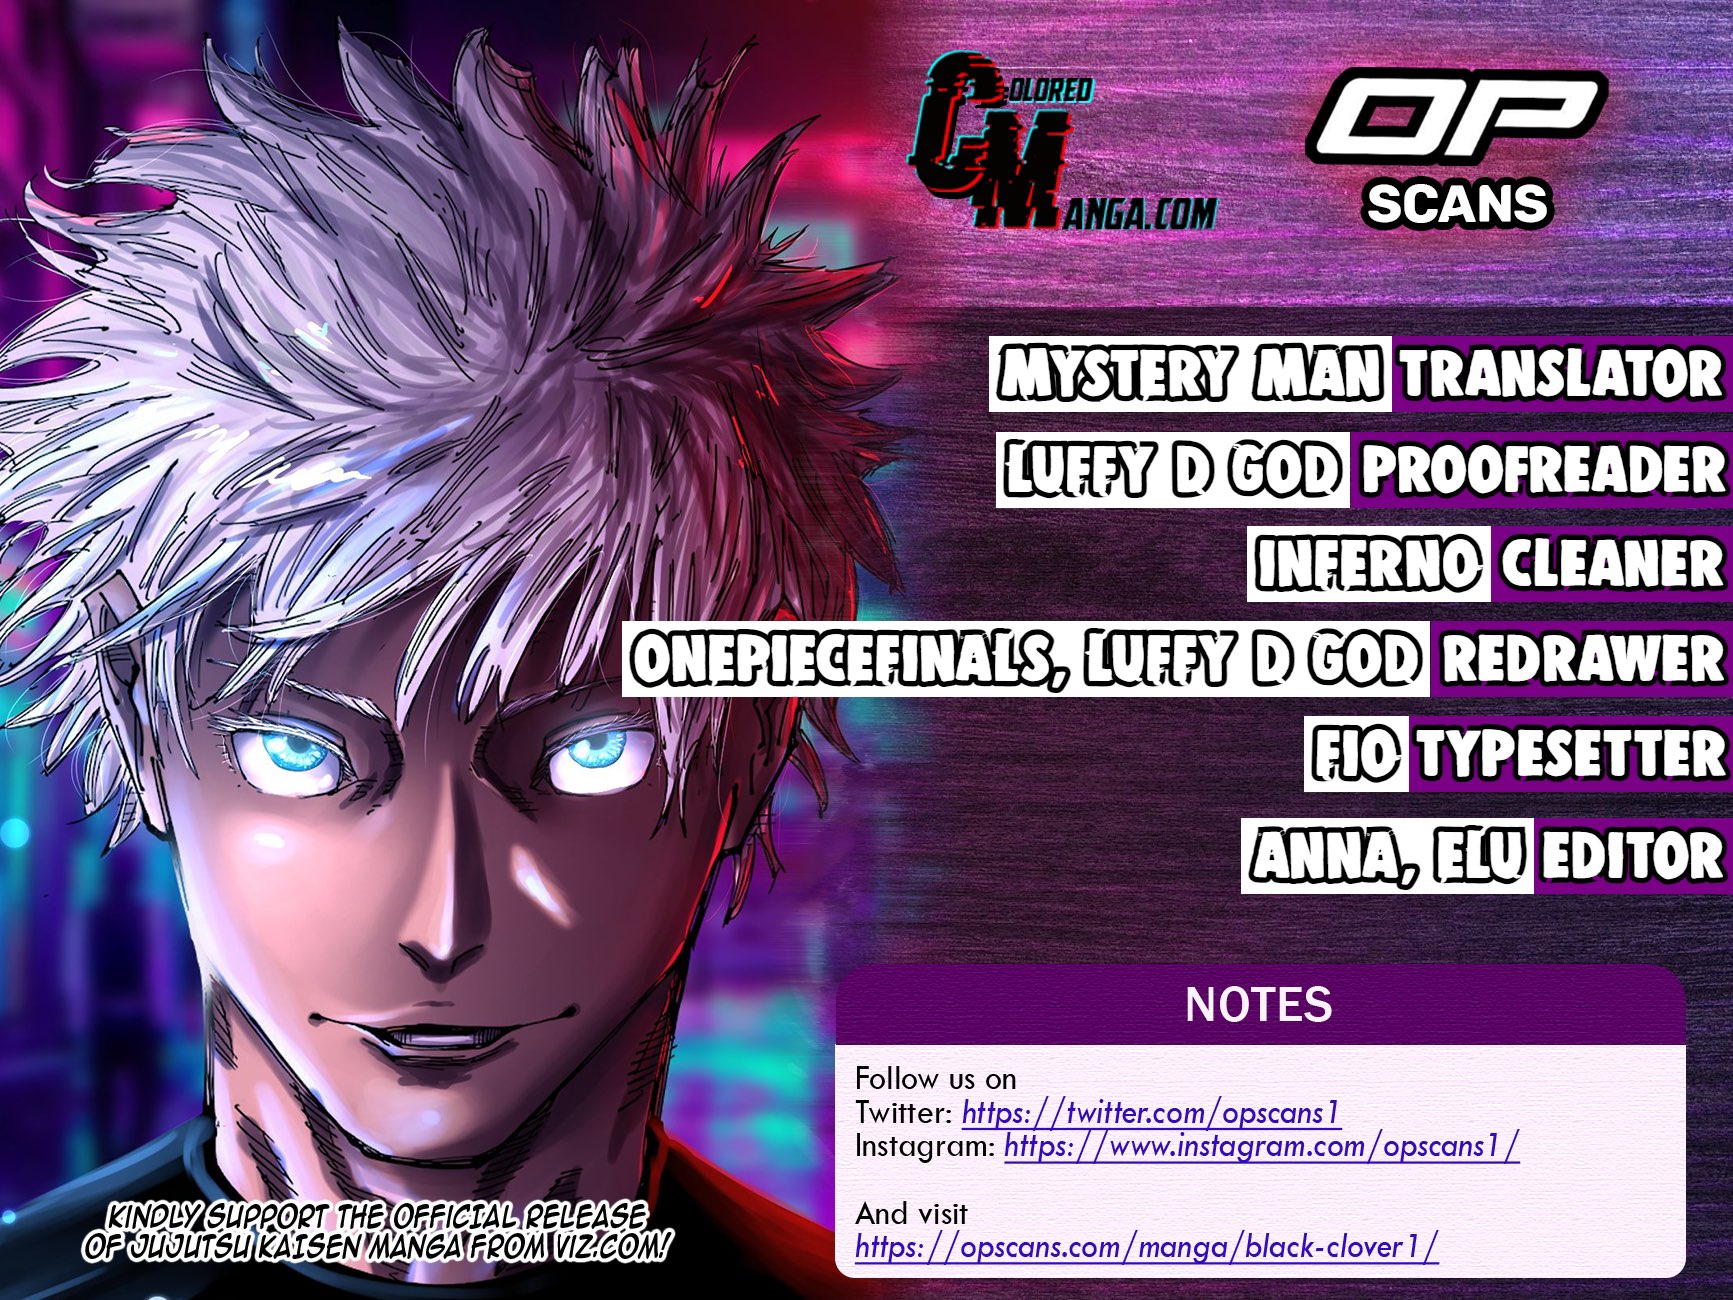 COLORED
MANGA.COM
OP
SCANS
MYSTERY MAN TRANSLATOR
LUFFY D GOD PROOFREADER
INFERNO CLEANER
ONEPIECEFINALS, LUFFY D GOD REDRAWER
FIO TYPESETTER
ANNA, ELU EDITOR
NOTES
Follow us on
Twitter: https://twitter.com/opscans1
Instagram: https://www.instagram.com/opscans1/
And visit
https://opscans.com/manga/black-clover1/
KINDLY SUPPORT THE OFFICIAL RELEASE
OF JUJUTSU KAISEN MANGA FROM VIZ.COM!